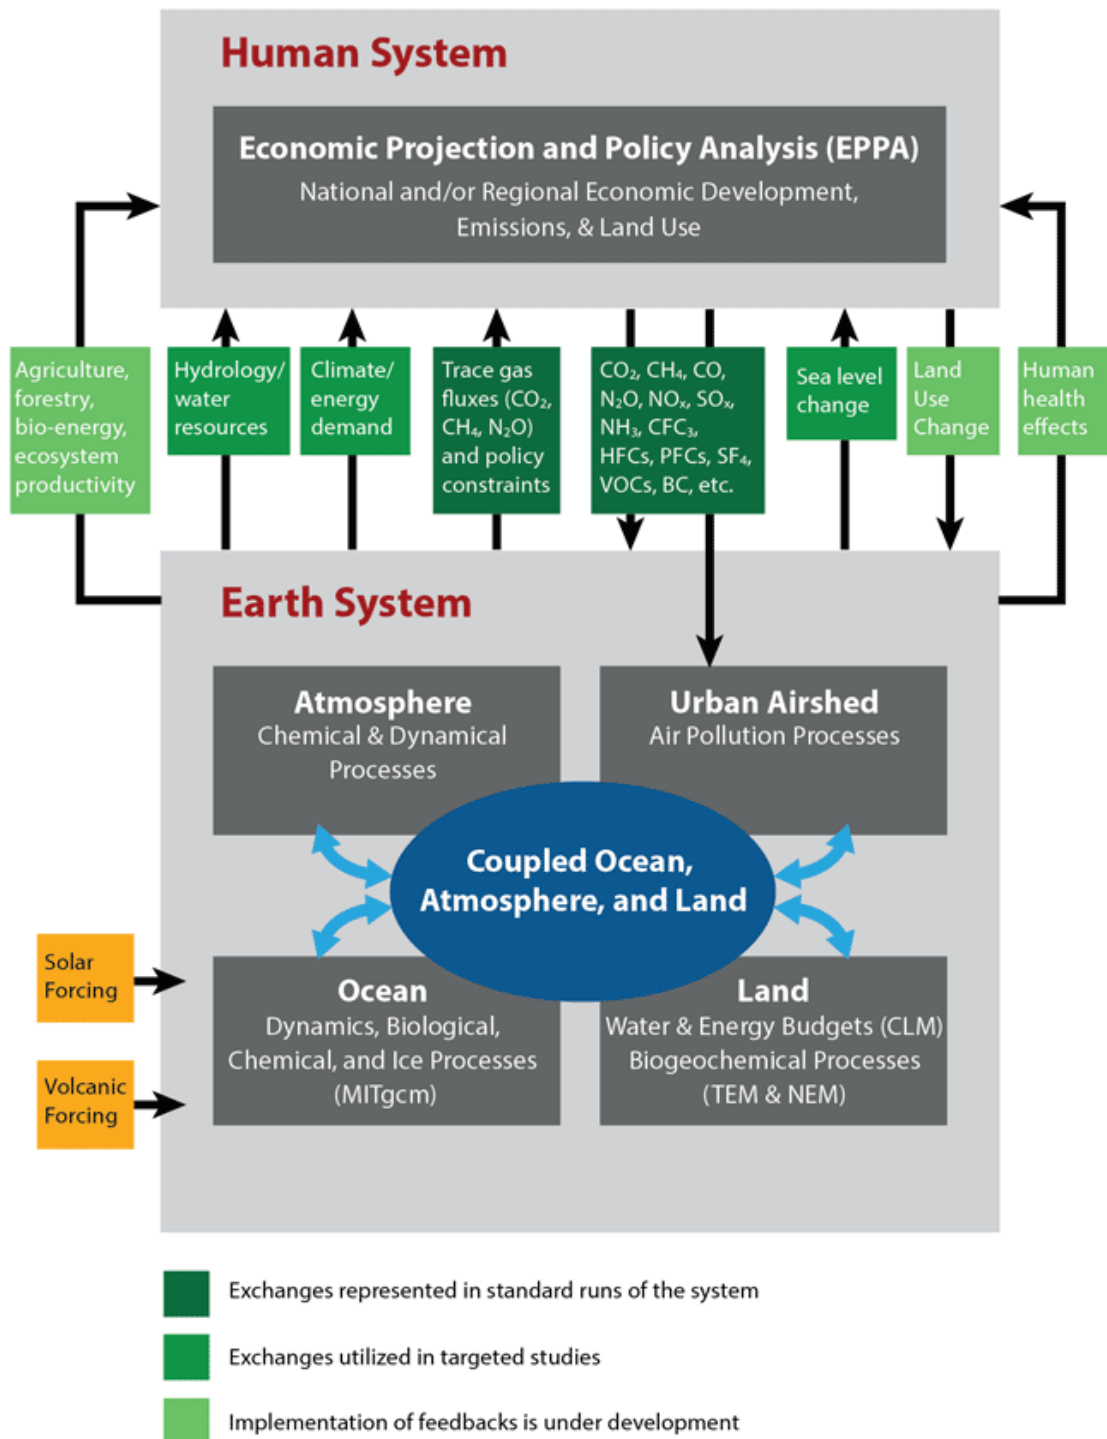 Human System
Economic Projection and Policy Analysis (EPPA)
National and/or Regional Economic Development,
Emissions, & Land Use
Agriculture,
forestry,
bio-energy,
ecosystem
productivity
Hydrology/
water
resources
Climate/
energy
demand
Trace gas
fluxes (CO₂,
CH₄, N₂O)
and policy
constraints
CO₂, CH₄, CO,
N₂O, NOₓ, SOₓ,
NH₃, CFC₃,
HFCs, PFCs, SF₄,
VOCs, BC, etc.
Sea level
change
Land
Use
Change
Human
health
effects
Earth System
Atmosphere
Chemical & Dynamical
Processes
Urban Airshed
Air Pollution Processes
Coupled Ocean,
Atmosphere, and Land
Solar
Forcing
Volcanic
Forcing
Ocean
Dynamics, Biological,
Chemical, and Ice Processes
(MITgcm)
Land
Water & Energy Budgets (CLM)
Biogeochemical Processes
(TEM & NEM)
Exchanges represented in standard runs of the system
Exchanges utilized in targeted studies
Implementation of feedbacks is under development